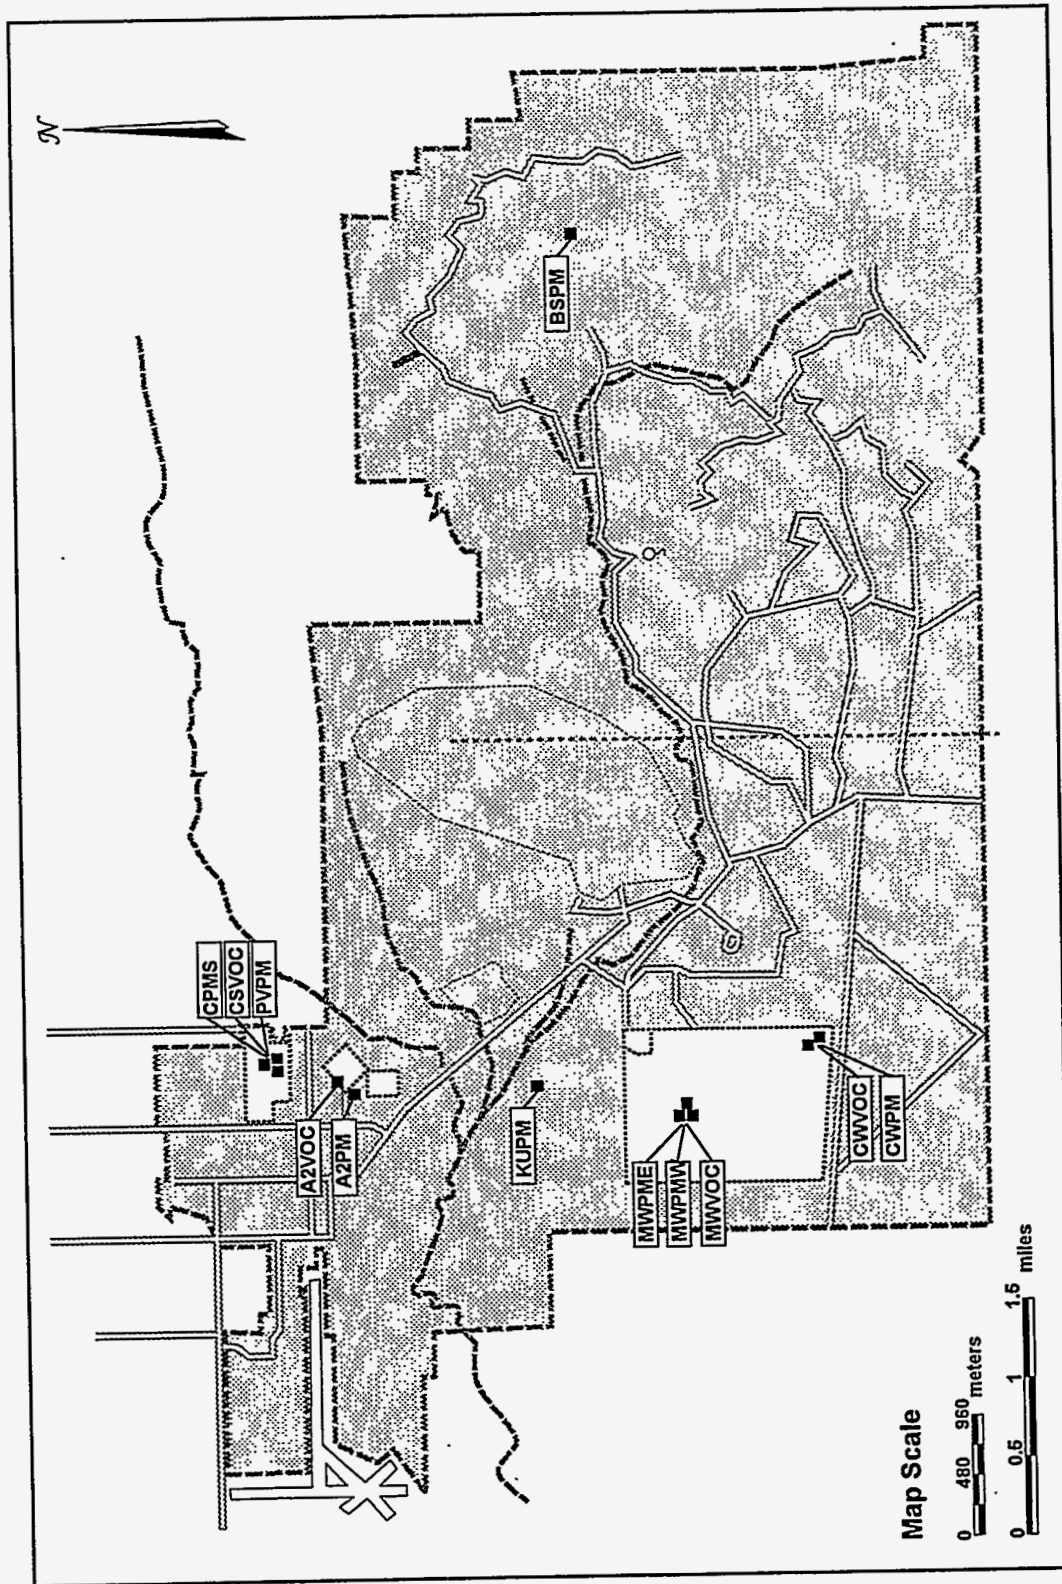 N
CPMS
CSVOC
PVPM
A2VOC
A2PM
BSPM
KUPM
MWPME
MWPMW
MWVOC
CWVOC
CWPM
Map Scale
0 480 960
meters
0 0.5 1 1.5
miles